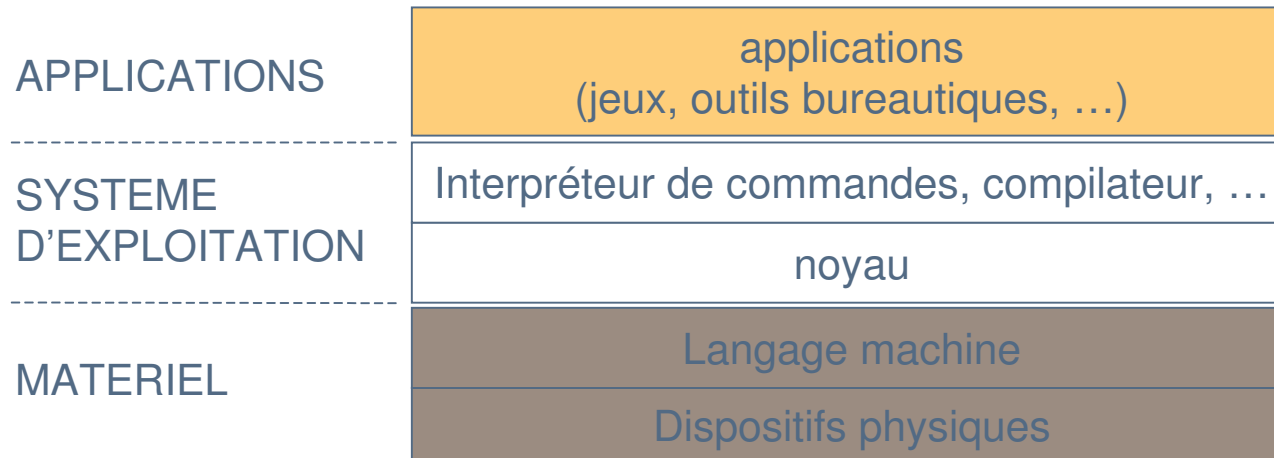 APPLICATIONS
applications
(jeux, outils bureautiques, …)
SYSTEME
D’EXPLOITATION
Interpréteur de commandes, compilateur, …
noyau
MATERIEL
Langage machine
Dispositifs physiques